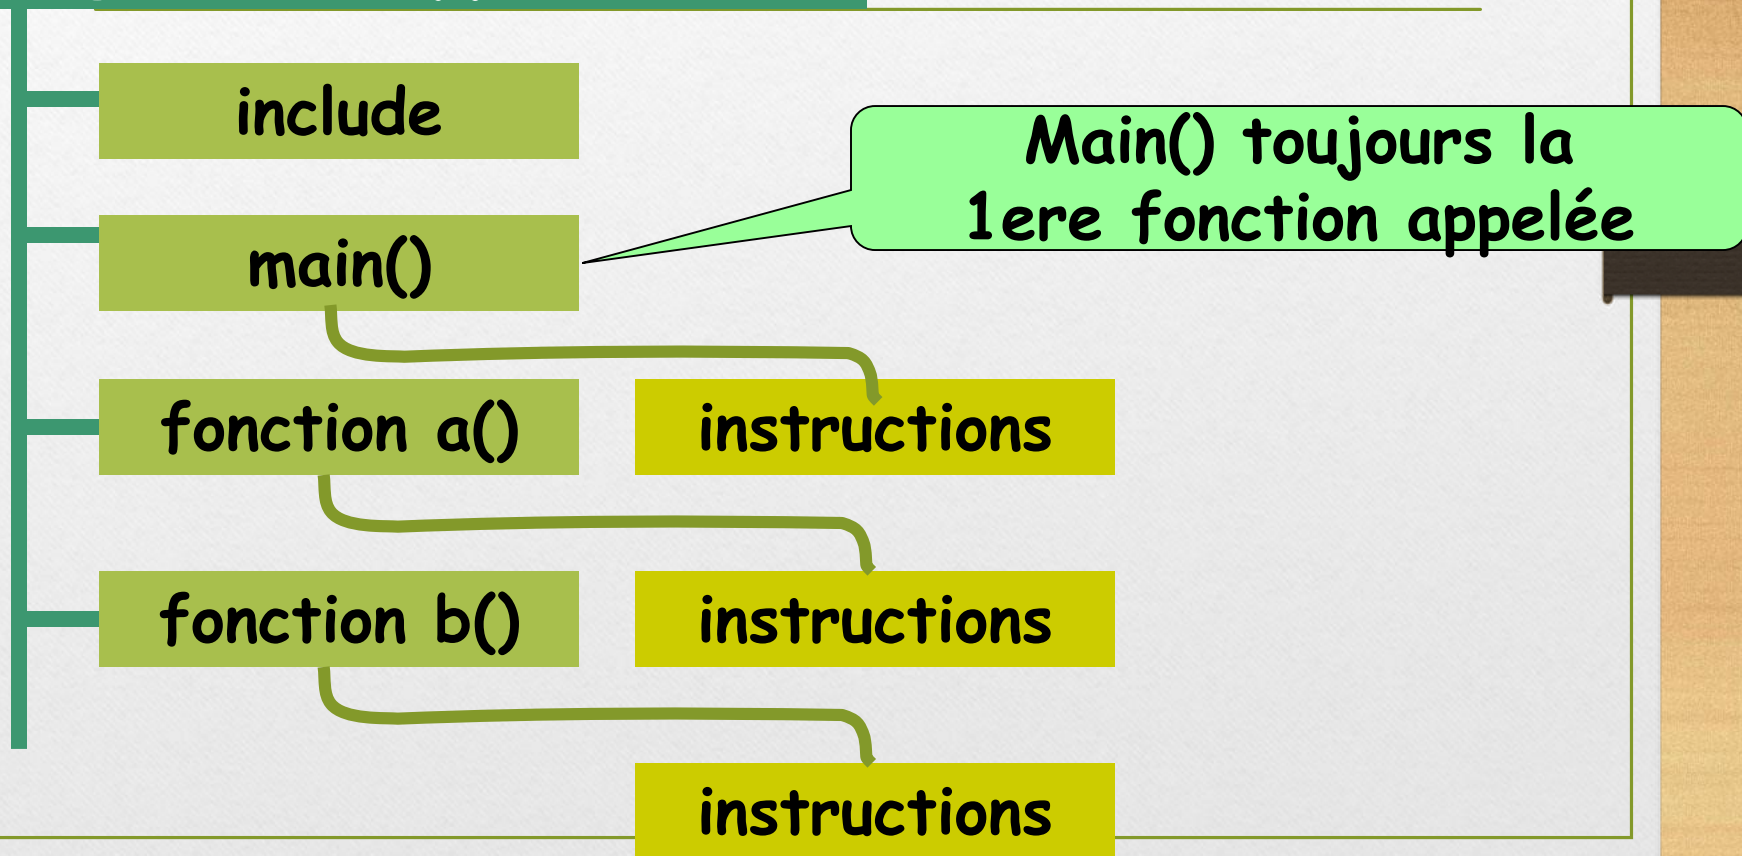 include
Main() toujours la
1ere fonction appelée
main()
fonction a()
instructions
fonction b()
instructions
instructions